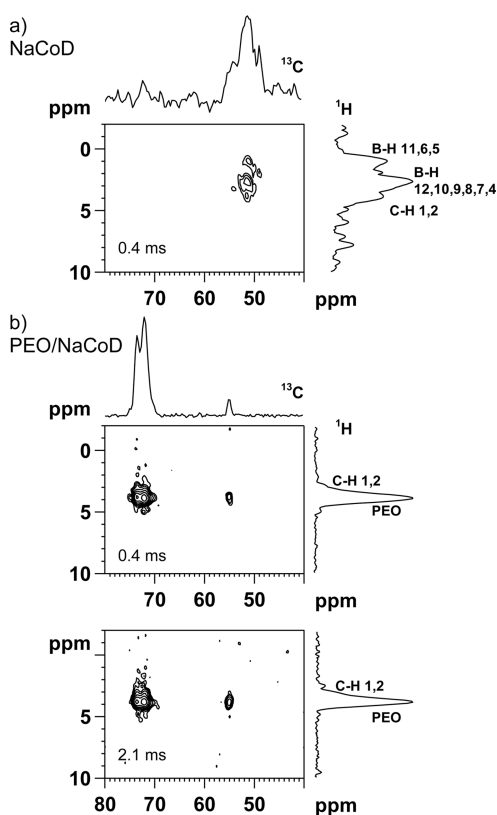 a)
NaCoD
13C
ppm
1H
0
5
10
B-H 11,6,5
B-H
12,10,9,8,7,4
C-H 1,2
0.4 ms
70
60
50
ppm
b)
PEO/NaCoD
13C
ppm
1H
0
5
10
C-H 1,2
PEO
0.4 ms
70
60
50
ppm
ppm
5
10
C-H 1,2
PEO
2.1 ms
80
70
60
50
ppm